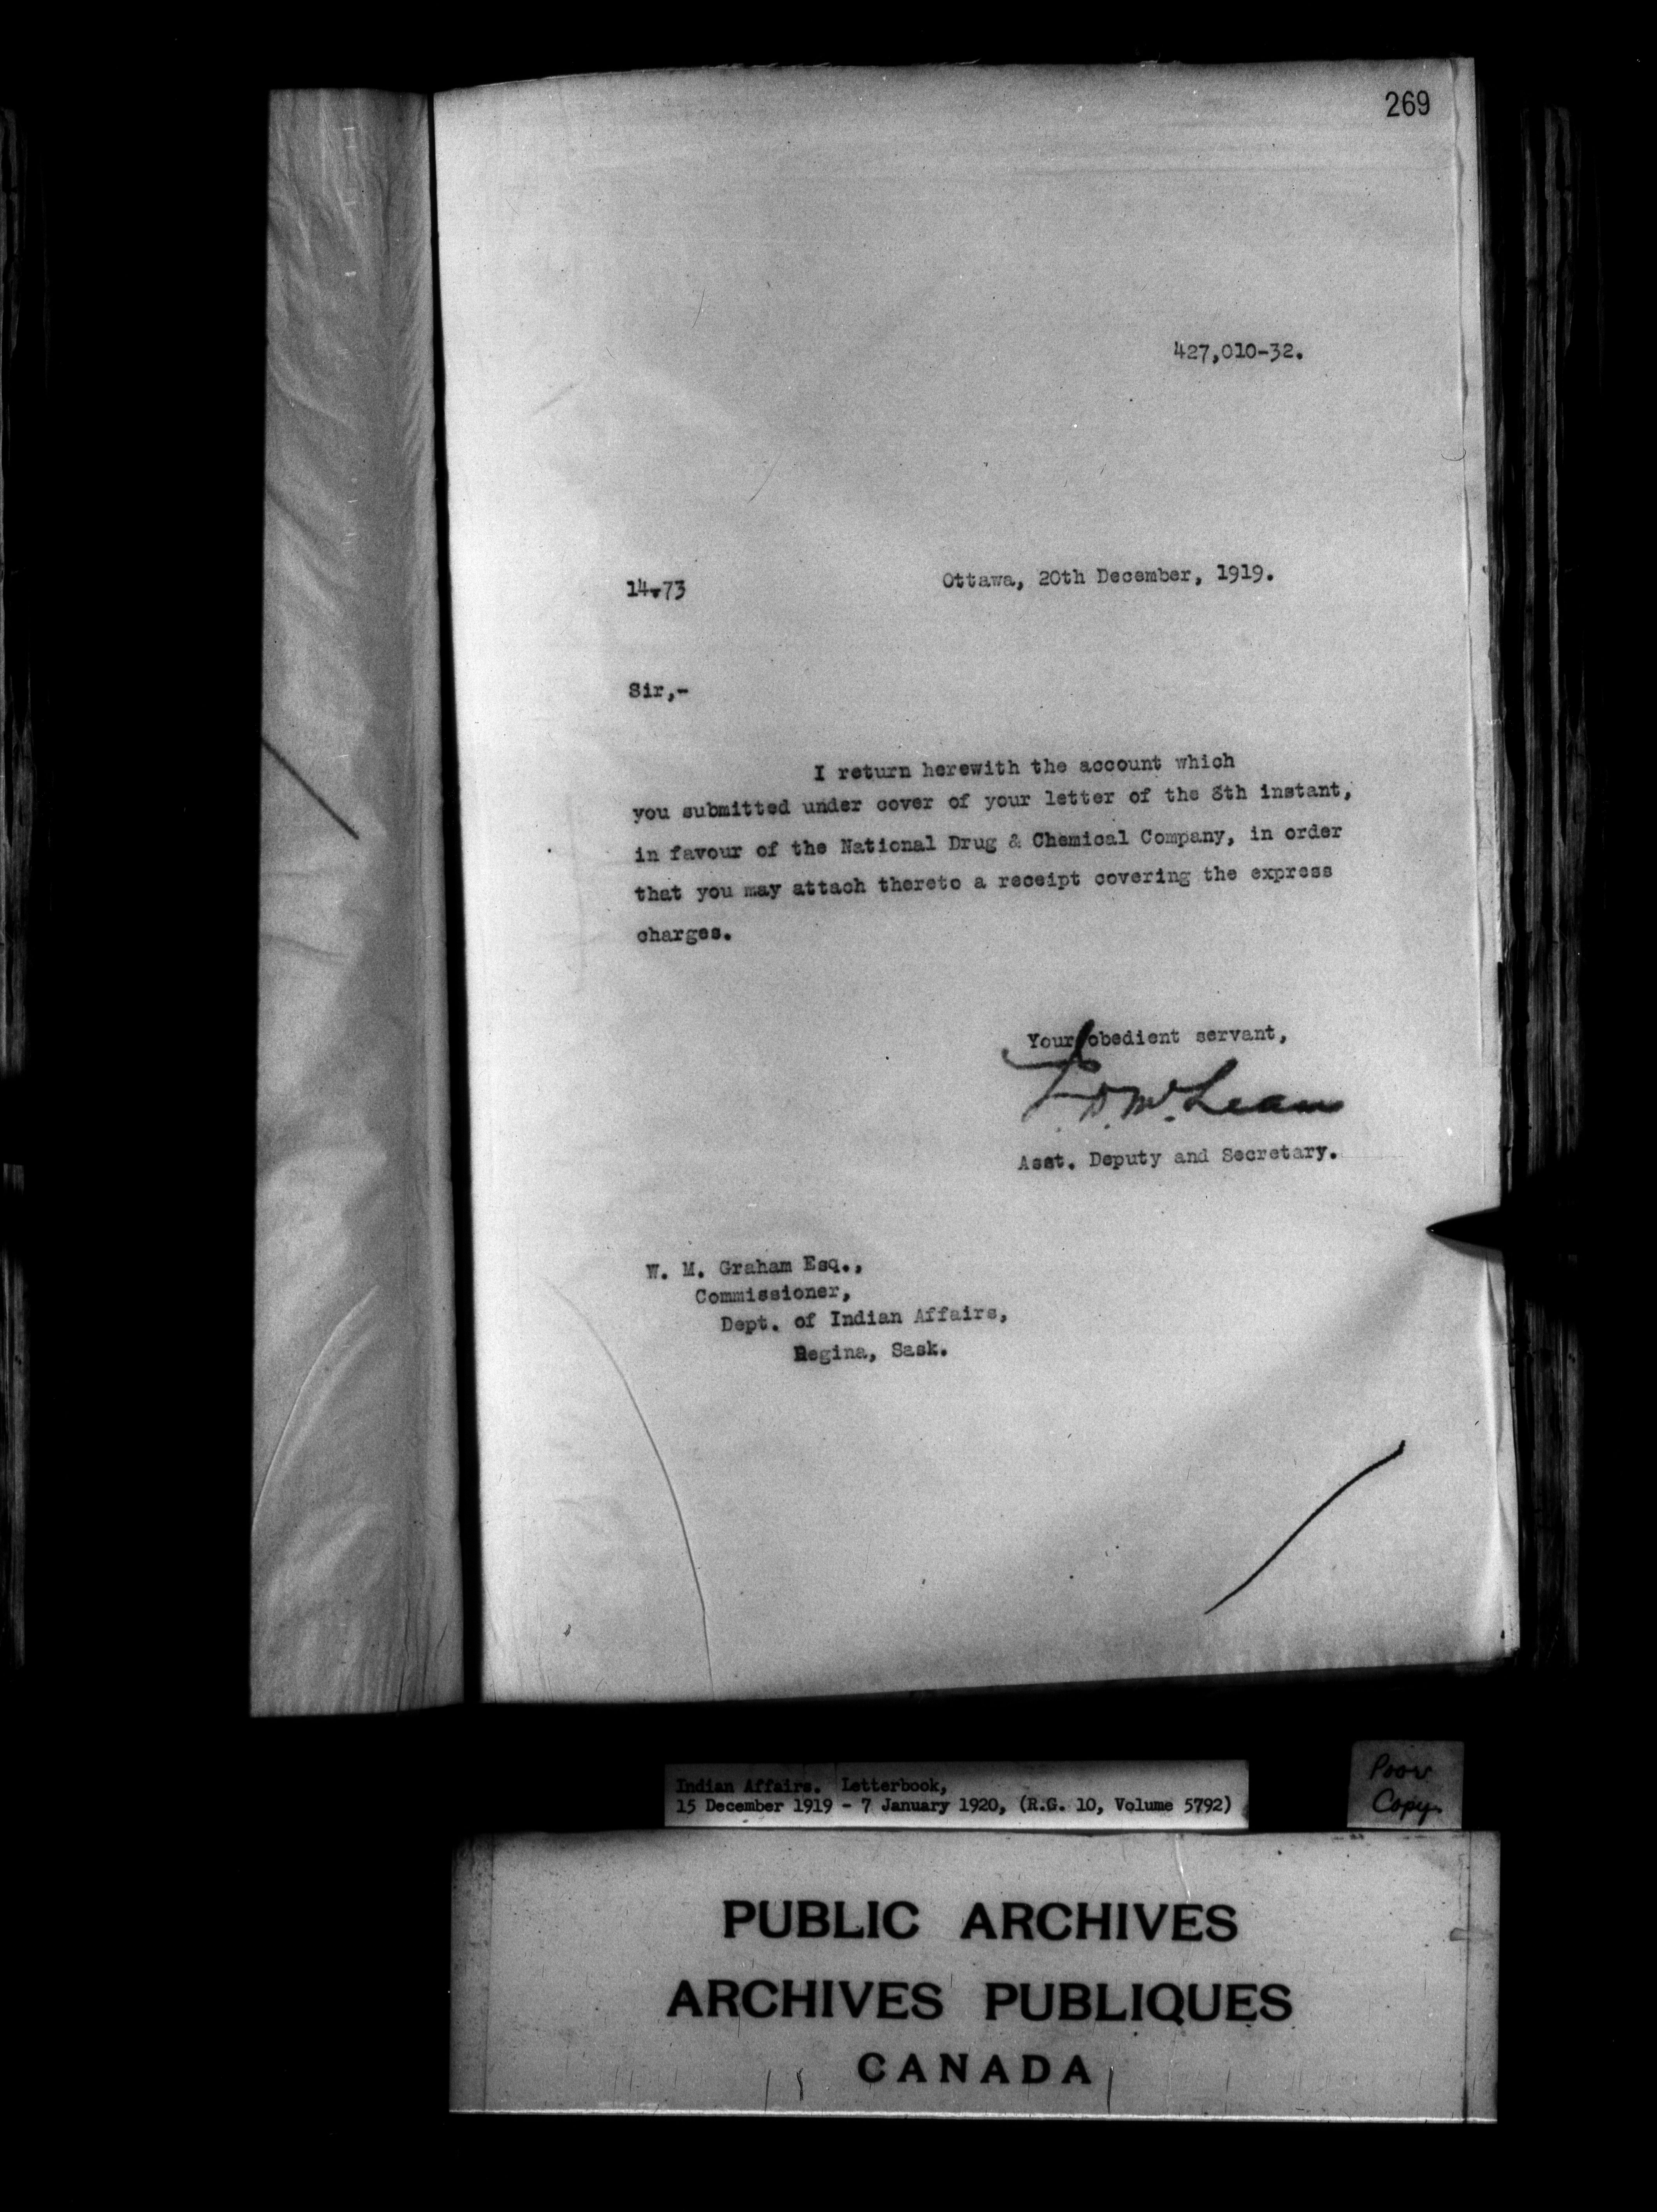 269
427,010-32.
14-73
Ottawa, 20th December, 1919.
Sir,-
I return herewith the account which
you submitted under cover of your letter of the 8th instant,
in favour of the National Drug & Chemical Company, in order
that you may attach thereto a receipt covering the express
charges.
Your obedient servant,
J. D. McLean
Asst. Deputy and Secretary.
W. M. Graham Esq.,
Commissioner,
Dept. of Indian Affairs,
Regina, Sask.
Indian Affairs. Letterbook,
15 December 1919 - 7 January 1920, (R.G. 10, Volume 5792)
Poor
Copy.
PUBLIC ARCHIVES
ARCHIVES PUBLIQUES
CANADA